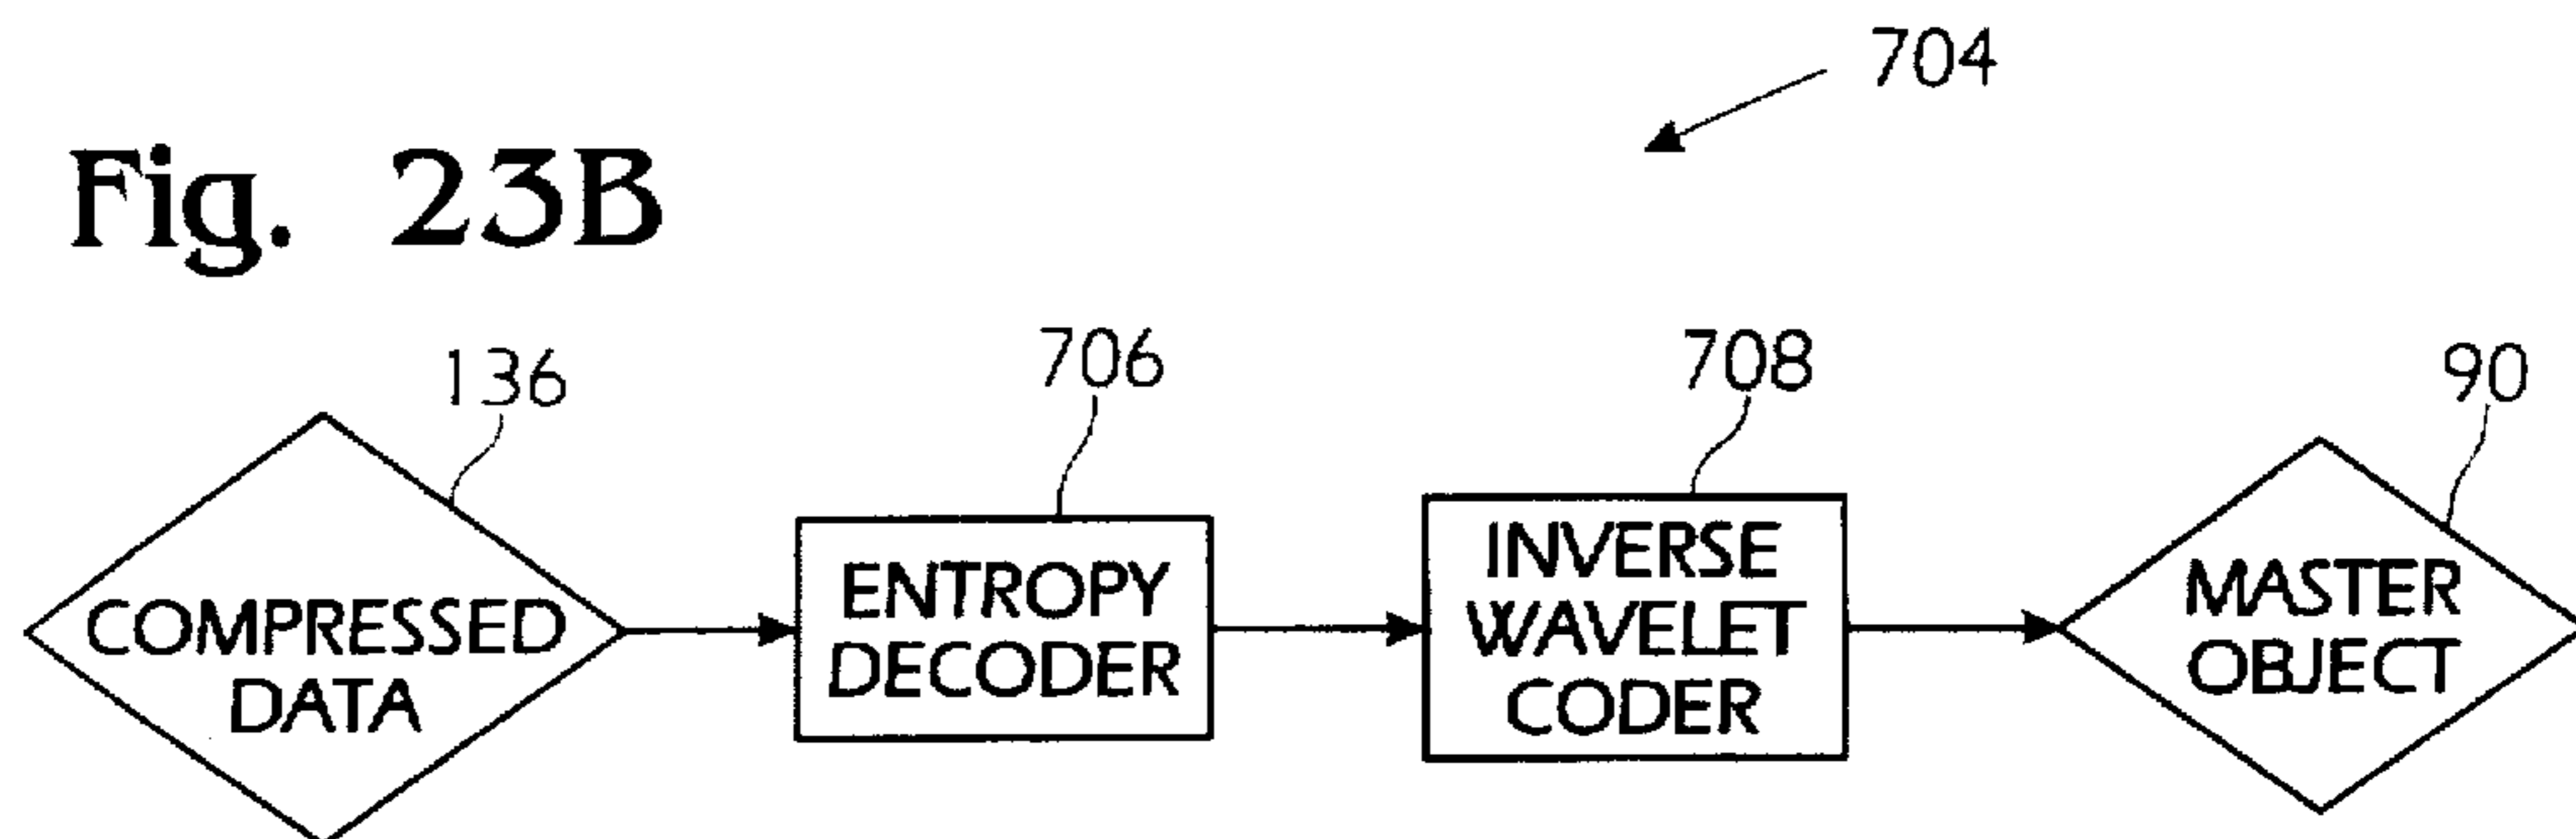 704
Fig. 23B
136
706
708
90
COMPRESSED
DATA
ENTROPY
DECODER
INVERSE
WAVELET
CODER
MASTER
OBJECT